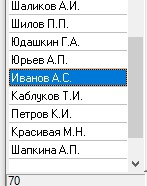 Шаликов А.И.
Шилов П.П.
Юдашкин Г.А.
Юрьев А.П.
Иванов А.С.
Каблуков Т.И.
Петров К.И.
Красивая М.Н.
Шапкина А.П.
70